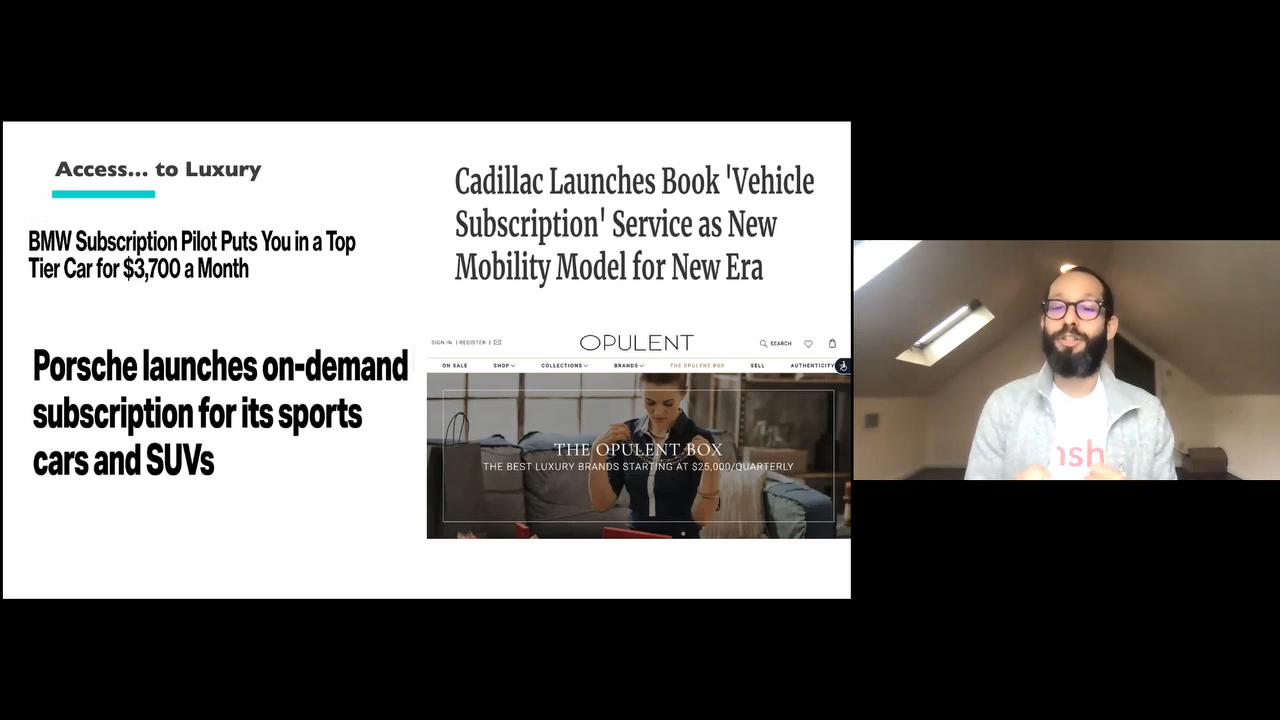 Access... to Luxury
BMW Subscription Pilot Puts You in a Top
Tier Car for $3,700 a Month
Porsche launches on-demand
subscription for its sports
cars and SUVs
Cadillac Launches Book 'Vehicle
Subscription' Service as New
Mobility Model for New Era
SIGN IN | REGISTER |
OPULENT
SEARCH
ON SALE SHOP COLLECTIONS BRANDS THE OPULENT BOX SELL AUTHENTICITY
THE OPULENT BOX
THE BEST LUXURY BRANDS STARTING AT $25,000/QUARTERLY